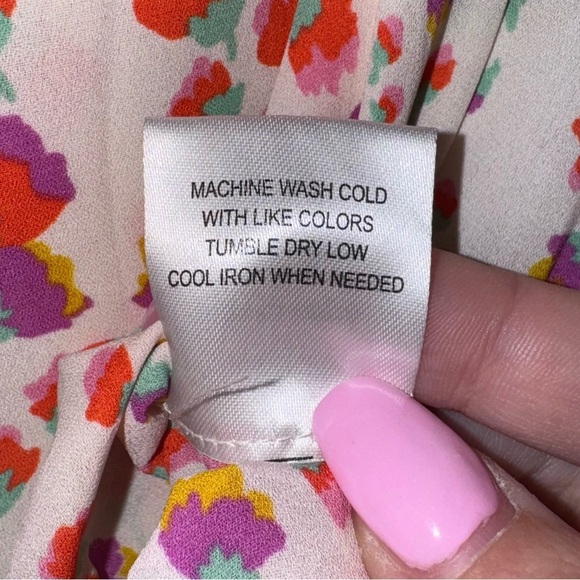 MACHINE WASH COLD
WITH LIKE COLORS
TUMBLE DRY LOW
COOL IRON WHEN NEEDED